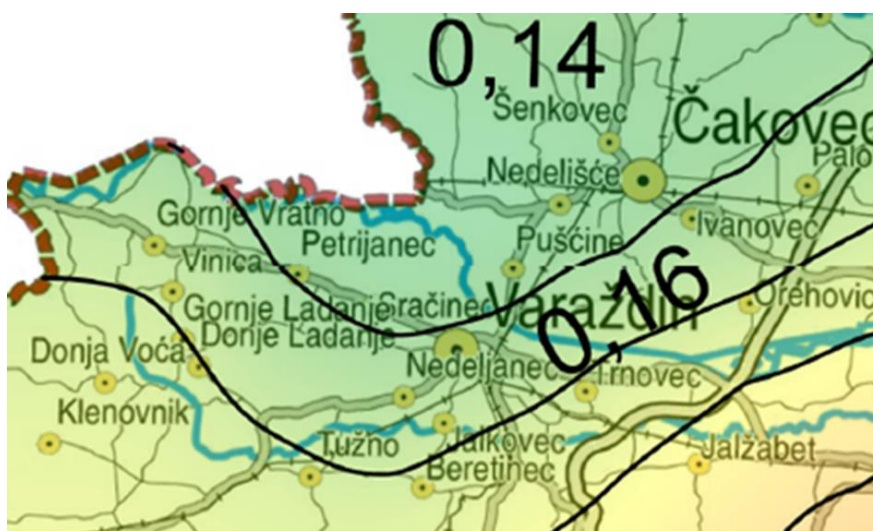 0,14
Šenkovec
Čakovec
Nedelišće
Palo
Gornje Vratno
Ivanovec
Petrijanec
Pušćine
Vinica
0,16
Gornje Ladanje
Sračinec
Varaždin
Orehovic
Donje Ladanje
Donja Voća
Nedeljanec
Trnovec
Klenovnik
Tužno
Jalkovec
Jalžabet
Beretinec